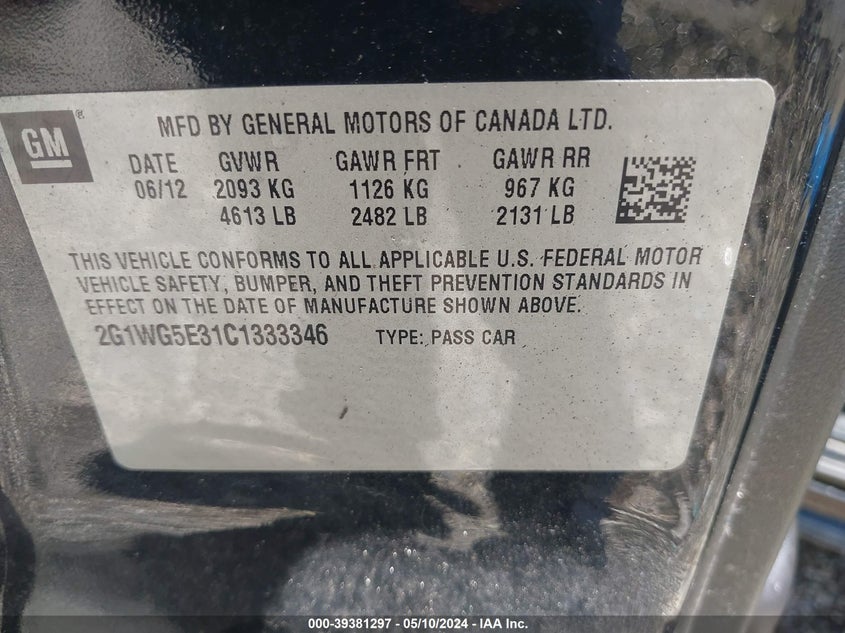 GM ®
MFD BY GENERAL MOTORS OF CANADA LTD.
DATE GVWR GAWR FRT GAWR RR
06/12 2093 KG 1126 KG 967 KG
4613 LB 2482 LB 2131 LB
THIS VEHICLE CONFORMS TO ALL APPLICABLE U.S. FEDERAL MOTOR
VEHICLE SAFETY, BUMPER, AND THEFT PREVENTION STANDARDS IN
EFFECT ON THE DATE OF MANUFACTURE SHOWN ABOVE.
2G1WG5E31C1333346 TYPE: PASS CAR
000-39381297 - 05/10/2024 - IAA Inc.